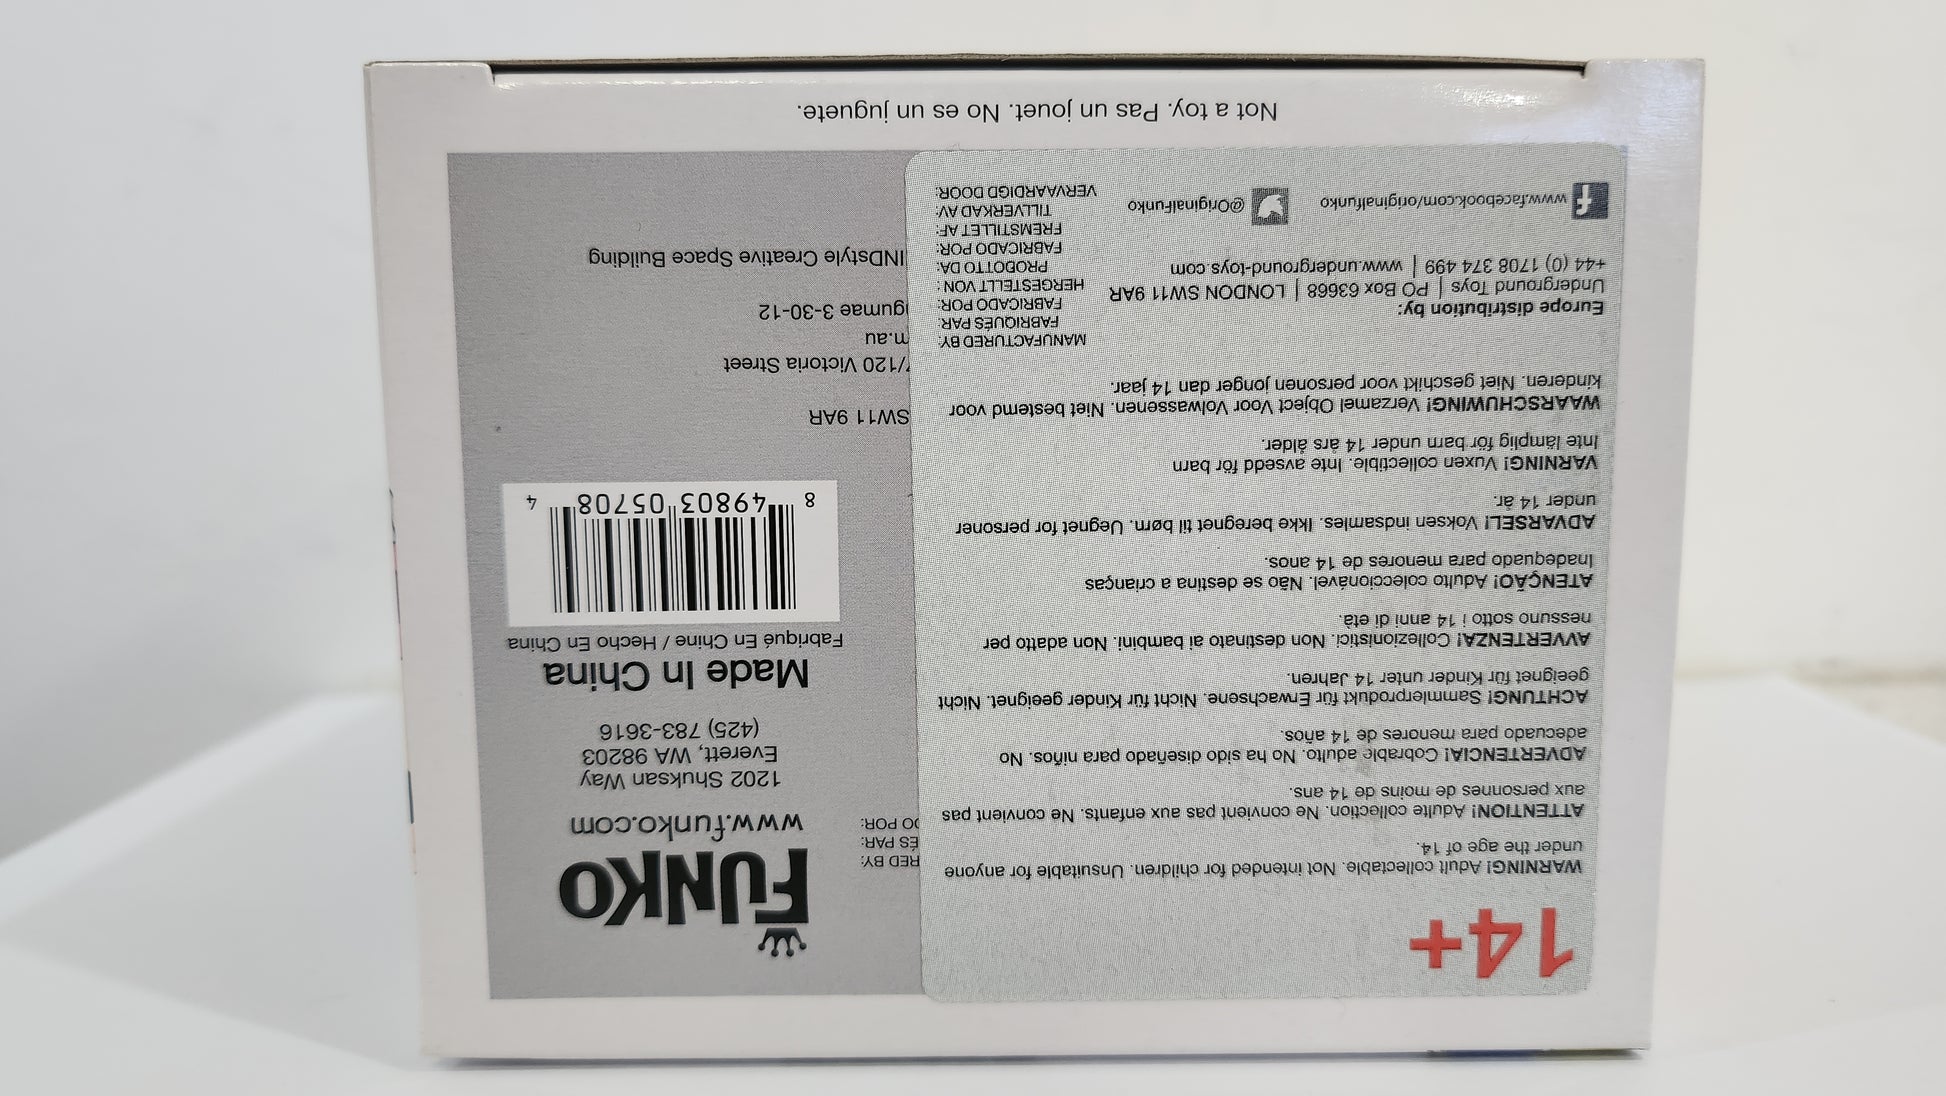 14+
WARNING! Adult collectable. Not intended for children. Unsuitable for anyone
under the age of 14.
ATTENTION! Adulte collection. Ne convient pas aux enfants. Ne convient pas
aux personnes de moins de 14 ans.
ADVERTENCIA! Cobrable adulto. No ha sido diseñado para niños. No
adecuado para menores de 14 años.
ACHTUNG! Sammlerprodukt für Erwachsene. Nicht für Kinder geeignet. Nicht
geeignet für Kinder unter 14 Jahren.
AVVERTENZA! Collezionistici. Non destinato ai bambini. Non adatto per
nessuno sotto i 14 anni di età.
ATENÇÃO! Adulto coleccionável. Não se destina a crianças
Inadequado para menores de 14 anos.
ADVARSEL! Voksen indsamles. Ikke beregnet til børn. Uegnet for personer
under 14 år.
VARNING! Vuxen collectible. Inte avsedd för barn
Inte lämplig för barn under 14 års ålder.
WAARSCHUWING! Verzamel Object Voor Volwassenen. Niet bestemd voor
kinderen. Niet geschikt voor personen jonger dan 14 jaar.
Europe distribution by:
Underground Toys | PO Box 63668 | LONDON SW11 9AR
+44 (0) 1708 374 499 | www.underground-toys.com
www.facebook.com/originalfunko
@OriginalFunko
MANUFACTURED BY:
FABRIQUÉS PAR:
FABRICADO POR:
HERGESTELLT VON:
PRODOTTO DA:
FABRICADO POR:
FREMSTILLET AF:
TILLVERKAD AV:
VERVAARDIGD DOOR:
RED BY:
ÉS PAR:
DO POR:
FUNKO
www.funko.com
1202 Shuksan Way
Everett, WA 98203
(425) 783-3616
Made In China
Fabriqué En Chine / Hecho En China
8 49803 05708 4
SW11 9AR
7/120 Victoria Street
m.au
gumae 3-30-12
INDstyle Creative Space Building
Not a toy. Pas un jouet. No es un juguete.